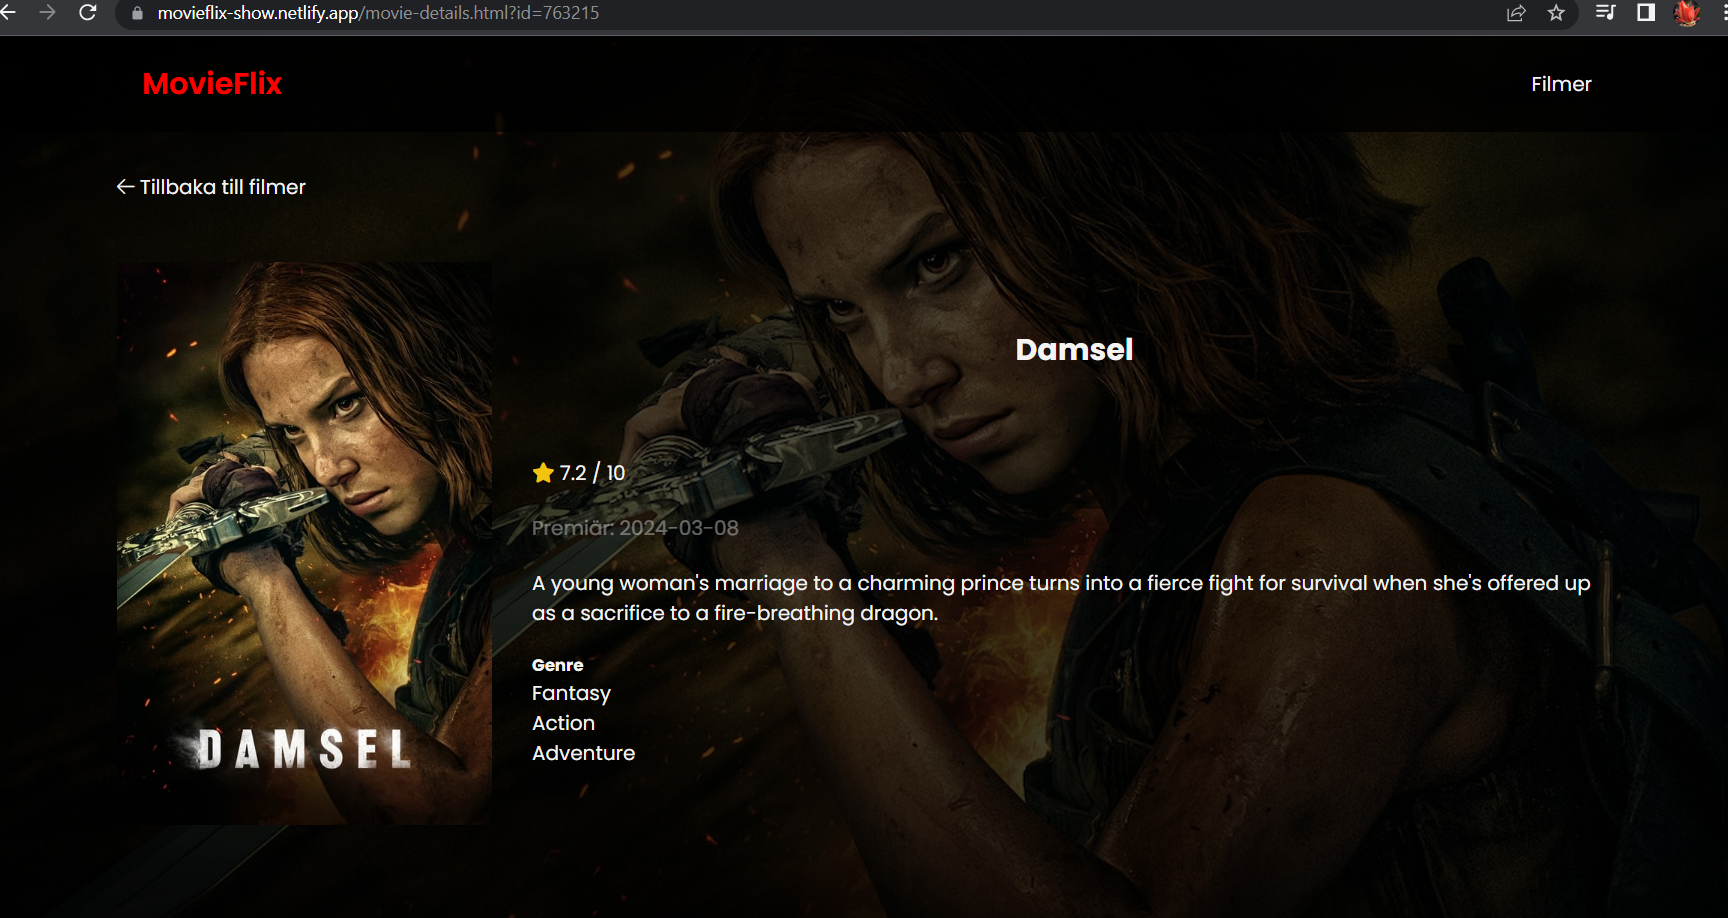 movieflix-show.netlify.app/movie-details.html?id=763215
MovieFlix
Filmer
← Tillbaka till filmer
Damsel
7.2 / 10
Premiär: 2024-03-08
A young woman's marriage to a charming prince turns into a fierce fight for survival when she's offered up
as a sacrifice to a fire-breathing dragon.
Genre
Fantasy
Action
Adventure
DAMSEL